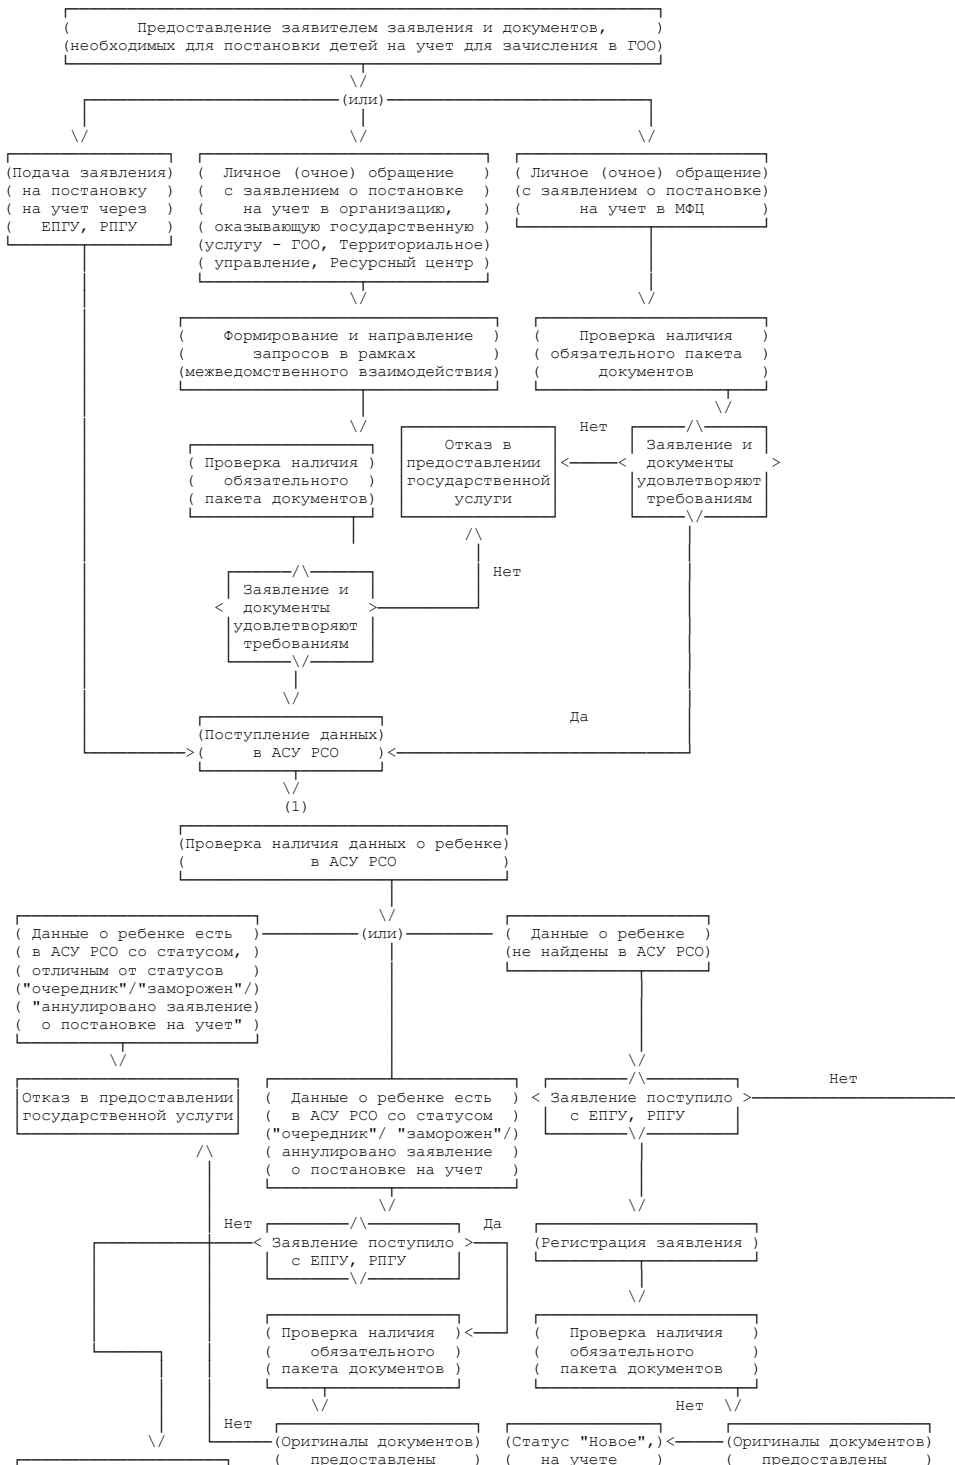 Предоставление заявителем заявления и документов,
(необходимых для постановки детей на учет для зачисления в ГОО)
(или)
(Подача заявления)
( на постановку )
( на учет через )
( ЕПГУ, РПГУ )
( Личное (очное) обращение )
( с заявлением о постановке
( на учет в организацию, )
( оказывающую государственную )
(услугу - ГОО, Территориальное)
( управление, Ресурсный центр )
( Личное (очное) обращение)
(с заявлением о постановке)
( на учет в МФЦ )
( Формирование и направление )
( запросов в рамках )
(межведомственного взаимодействия)
( Проверка наличия )
( обязательного пакета )
( документов )
( Проверка наличия )
( обязательного )
( пакета документов)
Отказ в
предоставлении
государственной
услуги
Нет
Заявление и
документы
удовлетворяют
требованиям
Нет
Заявление и
документы
удовлетворяют
требованиям
Да
(Поступление данных)
( в АСУ РСО )
(1)
(Проверка наличия данных о ребенке)
( в АСУ РСО )
(или)
( Данные о ребенке есть )
( в АСУ РСО со статусом, )
( отличным от статусов )
("очередник"/"заморожен"/)
( "аннулировано заявление)
( о постановке на учет" )
( Данные о ребенке )
(не найдены в АСУ РСО)
Отказ в предоставлении
государственной услуги
( Данные о ребенке есть )
( в АСУ РСО со статусом )
("очередник"/ "заморожен"/)
( аннулировано заявление )
( о постановке на учет )
< Заявление поступило >
с ЕПГУ, РПГУ
Нет
Нет
< Заявление поступило >
с ЕПГУ, РПГУ
Да
(Регистрация заявления )
( Проверка наличия )
( обязательного )
( пакета документов )
( Проверка наличия )
( обязательного )
( пакета документов )
Нет
(Оригиналы документов)
( предоставлены )
(Статус "Новое",)
( на учете )
Нет
(Оригиналы документов)
( предоставлены )